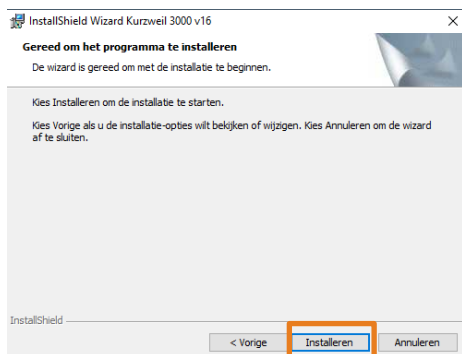 InstallShield Wizard Kurzweil 3000 v16
Gereed om het programma te installeren
De wizard is gereed om met de installatie te beginnen.
Kies Installeren om de installatie te starten.
Kies Vorige als u de installatie-opties wilt bekijken of wijzigen. Kies Annuleren om de wizard
af te sluiten.
InstallShield
< Vorige Installeren Annuleren